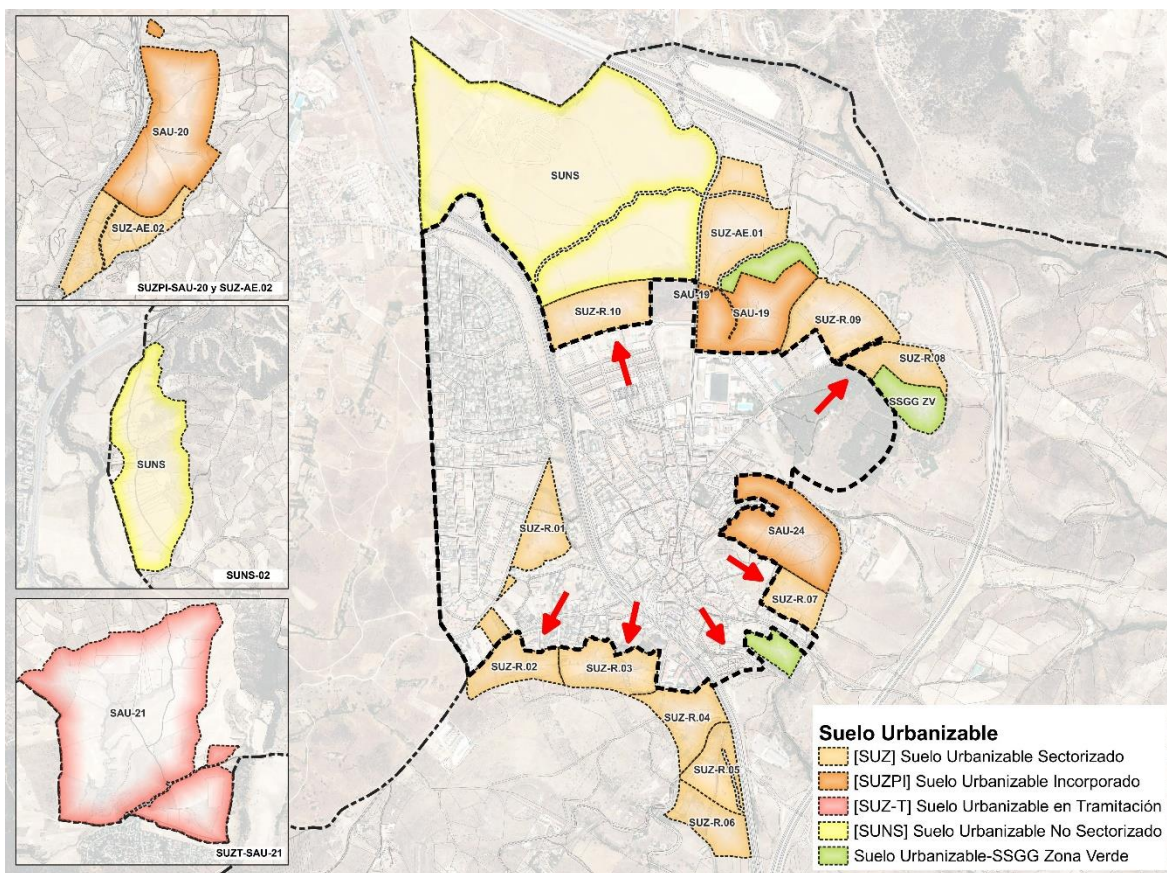 SAU-20
SUZ-AE.02
SUZPI-SAU-20 y SUZ-AE.02
SUNS
SUNS-02
SAU-21
SUZT-SAU-21
SUNS
SUZ-AE.01
SUZ-R.10
SAU-19
SAU-19
SUZ-R.09
SUZ-R.08
SSGG ZV
SUZ-R.01
SAU-24
SUZ-R.07
SUZ-R.02
SUZ-R.03
SUZ-R.04
SUZ-R.05
SUZ-R.06
Suelo Urbanizable
[SUZ] Suelo Urbanizable Sectorizado
[SUZPI] Suelo Urbanizable Incorporado
[SUZ-T] Suelo Urbanizable en Tramitación
[SUNS] Suelo Urbanizable No Sectorizado
Suelo Urbanizable-SSGG Zona Verde